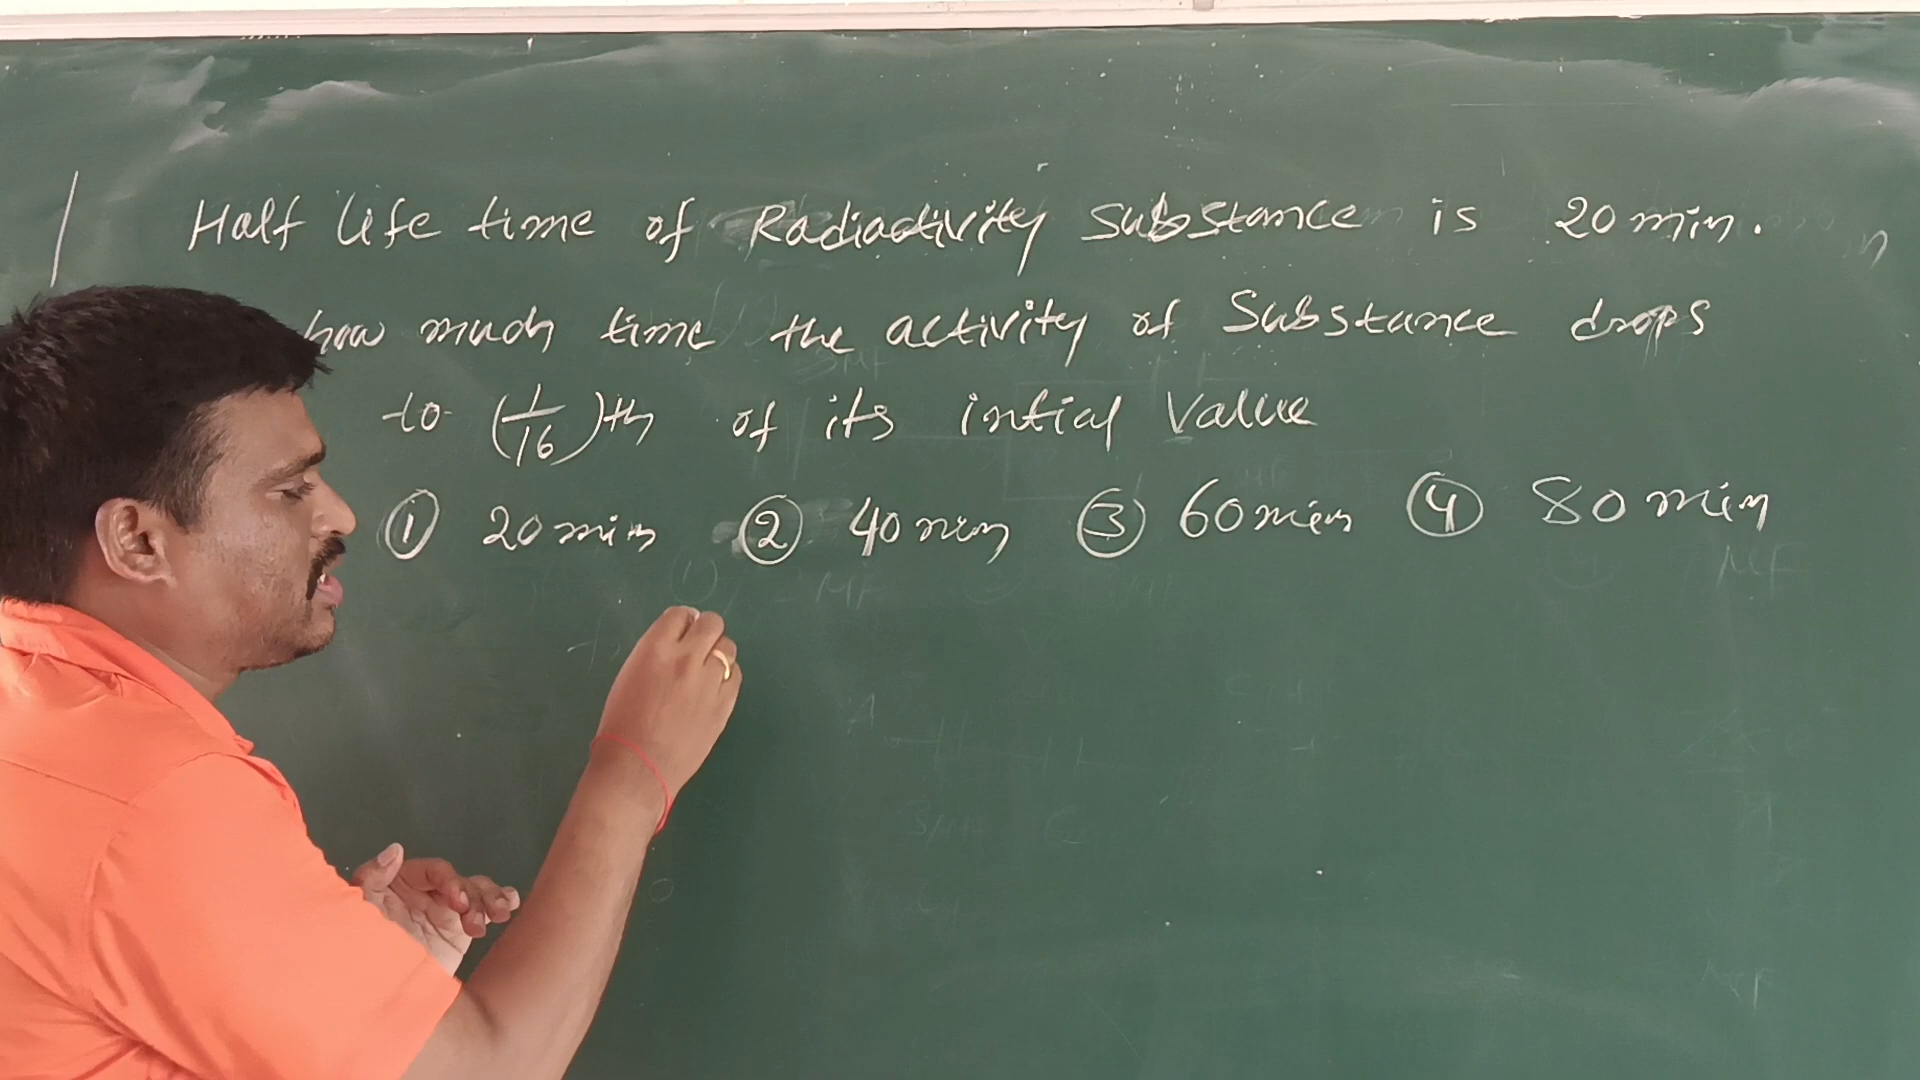 Half life time of Radioactivity Substance is 20 min.
how much time the activity of Substance drops
to (1/16)th of its intial Value
① 20 min ② 40 min ③ 60 min ④ 80 min